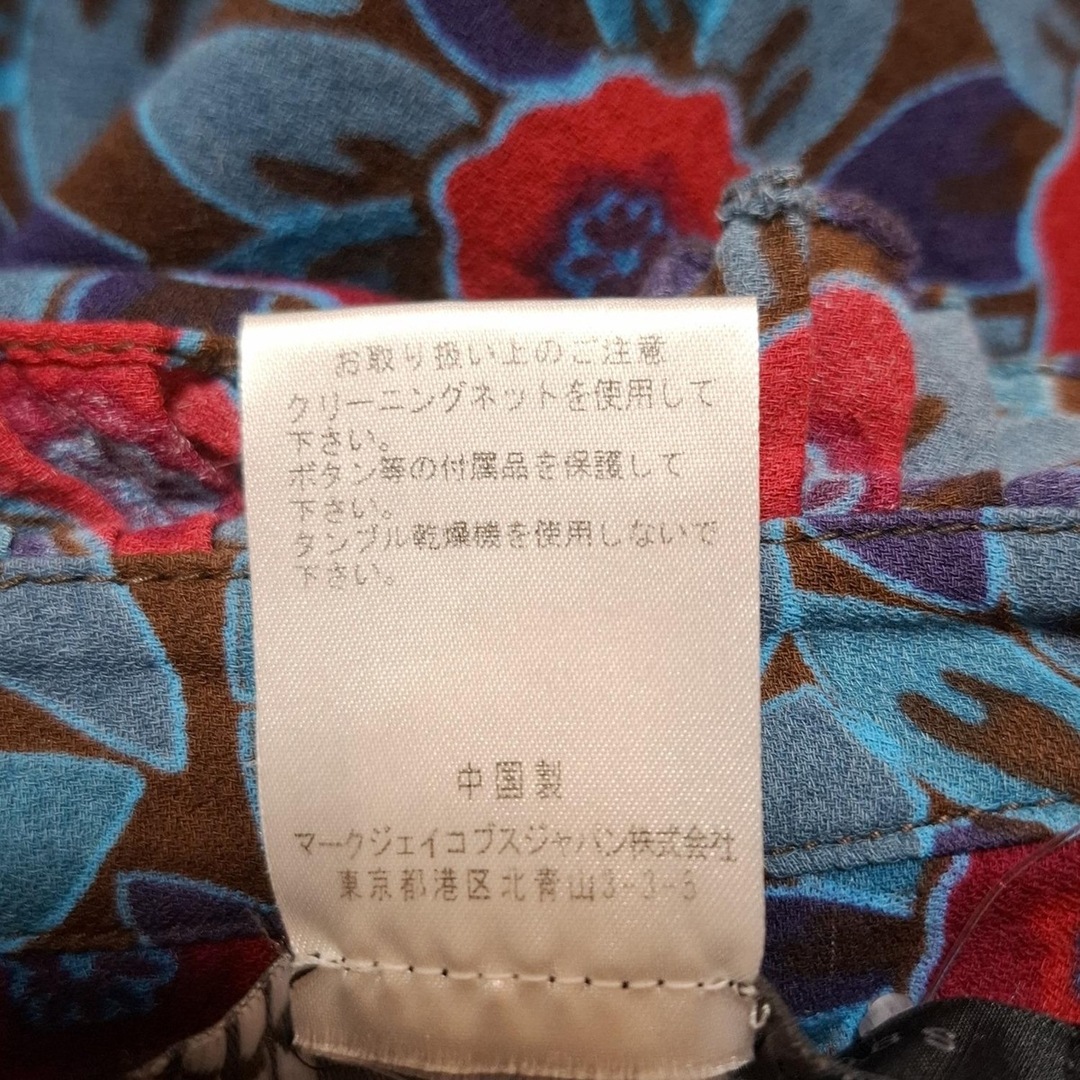 お取り扱い上のご注意
クリーニングネットを使用して
下さい。
ボタン等の付属品を保護して
下さい。
タンブル乾燥機を使用しないで
下さい。
中国製
マークジェイコブスジャパン株式会社
東京都港区北青山3-3-5